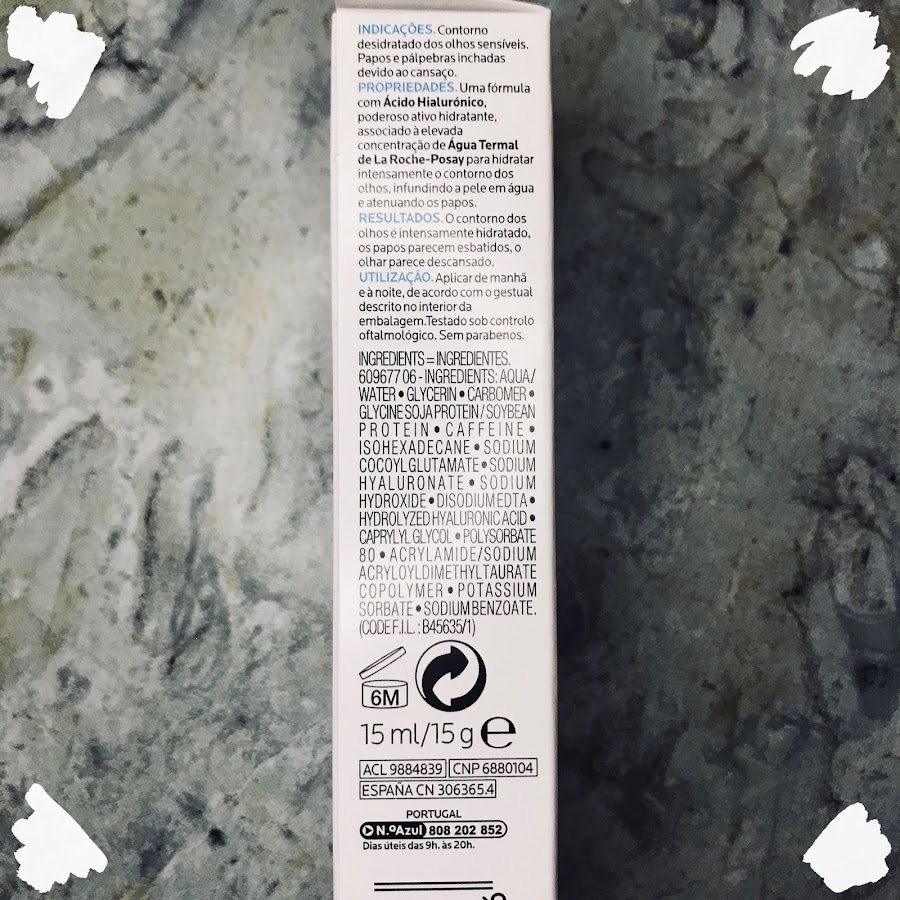 INDICAÇÕES. Contorno
desidratado dos olhos sensíveis.
Papos e pálpebras inchadas
devido ao cansaço.
PROPRIEDADES. Uma fórmula
com Ácido Hialurónico,
poderoso ativo hidratante,
associado à elevada
concentração de Água Termal
de La Roche-Posay para hidratar
intensamente o contorno dos
olhos, infundindo a pele em água
e atenuando os papos.
RESULTADOS. O contorno dos
olhos é intensamente hidratado,
os papos parecem esbatidos, o
olhar parece descansado.
UTILIZAÇÃO. Aplicar de manhã
e à noite, de acordo com o gestual
descrito no interior da
embalagem.Testado sob controlo
oftalmológico. Sem parabenos.
INGREDIENTS = INGREDIENTES.
609677 06 - INGREDIENTS: AQUA /
WATER • GLYCERIN • CARBOMER •
GLYCINE SOJA PROTEIN / SOYBEAN
PROTEIN • CAFFEINE •
ISOHEXADECANE • SODIUM
COCOYL GLUTAMATE • SODIUM
HYALURONATE • SODIUM
HYDROXIDE • DISODIUM EDTA •
HYDROLYZED HYALURONIC ACID •
CAPRYLYL GLYCOL • POLYSORBATE
80 • ACRYLAMIDE/SODIUM
ACRYLOYLDIMETHYLTAURATE
COPOLYMER • POTASSIUM
SORBATE • SODIUM BENZOATE.
(CODE F.I.L. : B45635/1)
6M
15 ml/15 g e
ACL 9884839 CNP 6880104
ESPAÑA CN 306365.4
PORTUGAL
N.ºAzul 808 202 852
Dias úteis das 9h. às 20h.